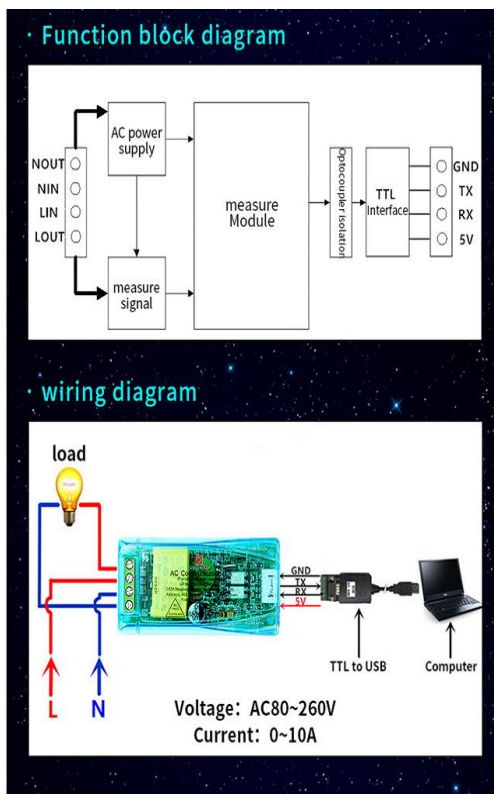 · Function block diagram
AC power
supply
NOUT
NIN
LIN
LOUT
measure
signal
measure
Module
Optocoupler isolation
TTL
Interface
GND
TX
RX
5V
· wiring diagram
load
AC Co
GND
TX
RX
5V
TTL to USB
Computer
L
N
Voltage: AC80~260V
Current: 0~10A